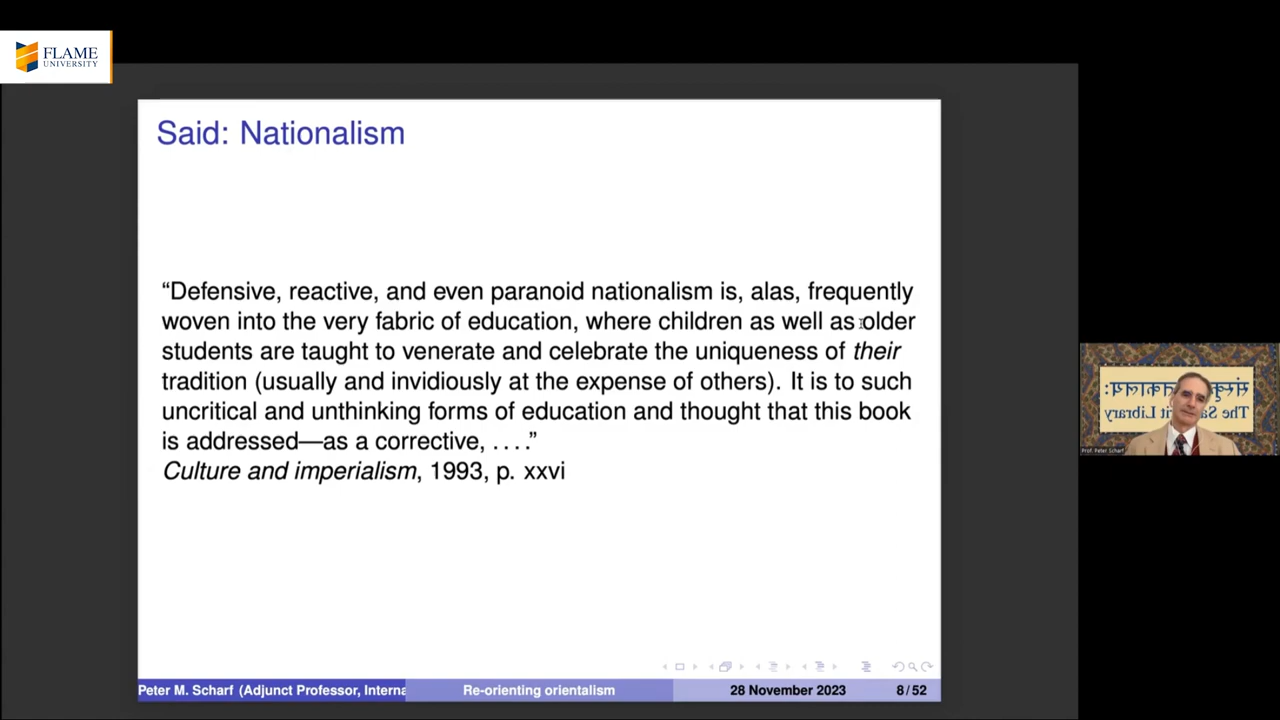 FLAME
UNIVERSITY
Said: Nationalism
“Defensive, reactive, and even paranoid nationalism is, alas, frequently
woven into the very fabric of education, where children as well as older
students are taught to venerate and celebrate the uniqueness of their
tradition (usually and invidiously at the expense of others). It is to such
uncritical and unthinking forms of education and thought that this book
is addressed—as a corrective, . . . .”
Culture and imperialism, 1993, p. xxvi
The Sa it Library
Prof. Peter Scharf
Peter M. Scharf (Adjunct Professor, Interna
Re-orienting orientalism
28 November 2023
8 / 52